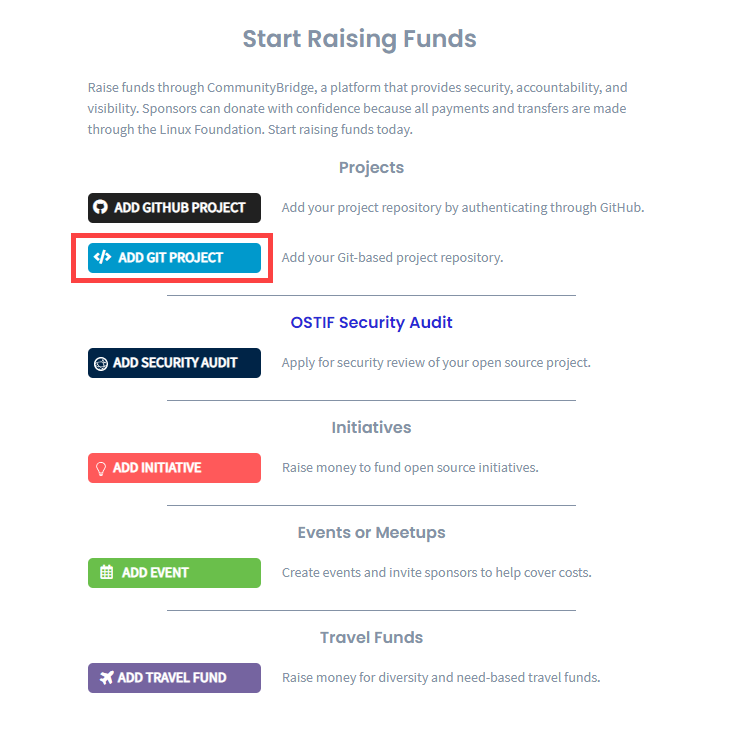 Start Raising Funds
Raise funds through CommunityBridge, a platform that provides security, accountability, and
visibility. Sponsors can donate with confidence because all payments and transfers are made
through the Linux Foundation. Start raising funds today.
Projects
ADD GITHUB PROJECT Add your project repository by authenticating through GitHub.
ADD GIT PROJECT Add your Git-based project repository.
OSTIF Security Audit
ADD SECURITY AUDIT Apply for security review of your open source project.
Initiatives
ADD INITIATIVE Raise money to fund open source initiatives.
Events or Meetups
ADD EVENT Create events and invite sponsors to help cover costs.
Travel Funds
ADD TRAVEL FUND Raise money for diversity and need-based travel funds.